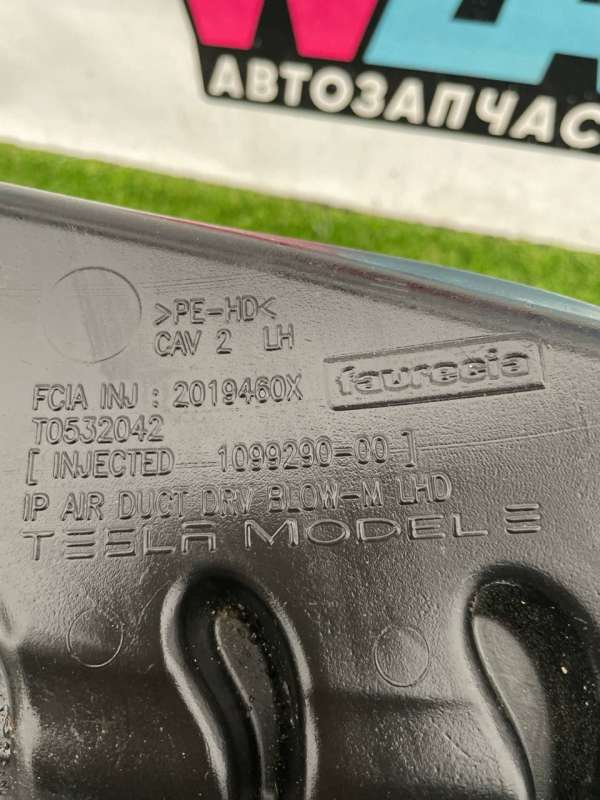 АВТОЗАПЧАС
>PE-HD<
CAV 2 LH
faurecia
FCIA INJ : 2019460X
T0532042
[ INJECTED 1099290-00 ]
IP AIR DUCT DRV BLOW-M LHD
TESLA MODEL Ξ